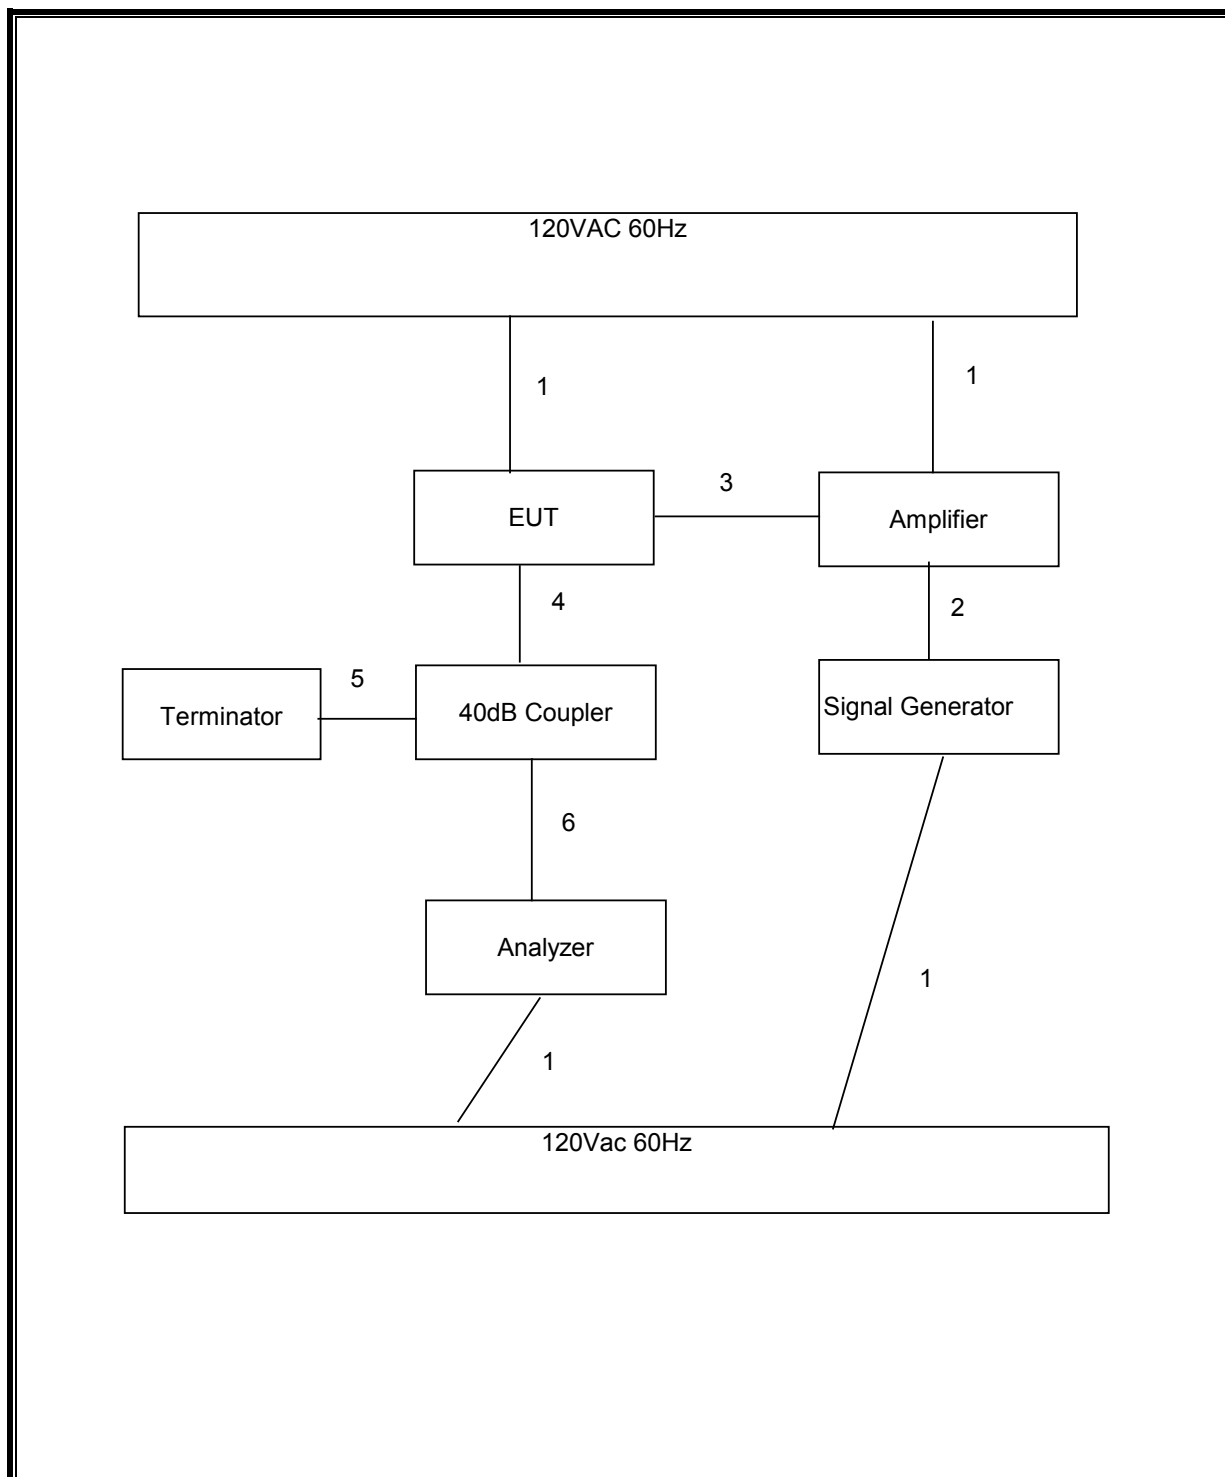 120VAC 60Hz
1
1
3
EUT
Amplifier
4
2
5
Terminator
40dB Coupler
Signal Generator
6
Analyzer
1
1
120Vac 60Hz